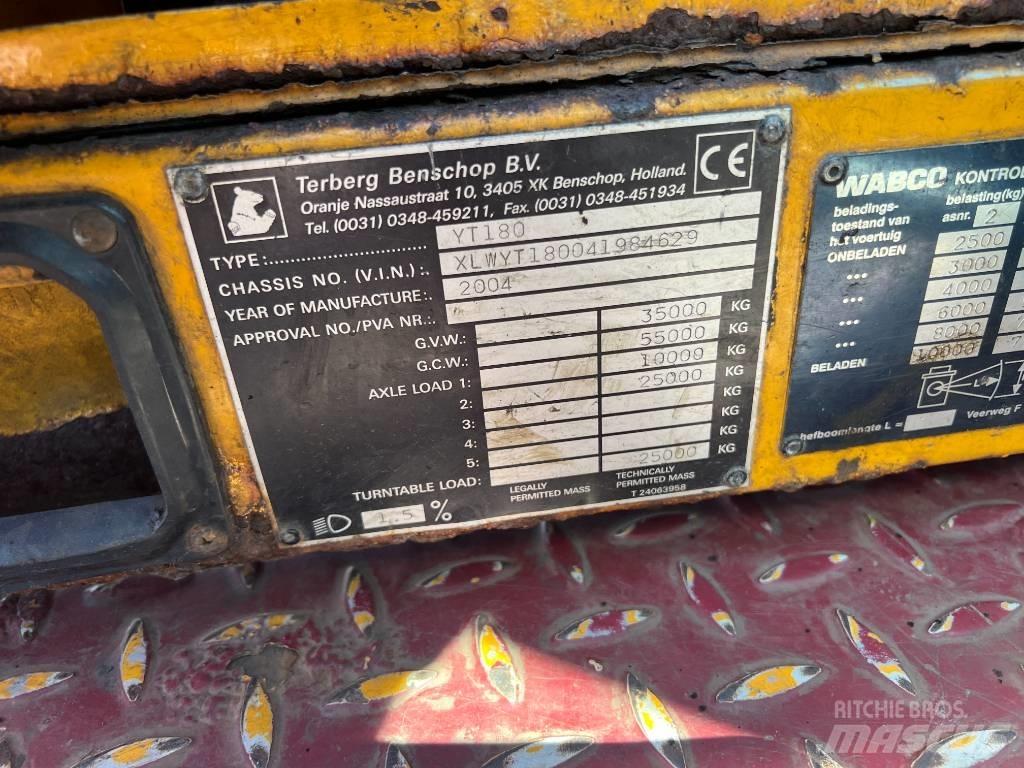 Terberg Benschop B.V.
Oranje Nassaustraat 10, 3405 XK Benschop, Holland.
Tel. (0031) 0348-459211, Fax. (0031) 0348-451934
CE
TYPE:........................... YT180
CHASSIS NO. (V.I.N.):. XLWYT180041984629
YEAR OF MANUFACTURE:. 2004
APPROVAL NO./PVA NR.:.
G.V.W.: 35000 KG
G.C.W.: 55000 KG
AXLE LOAD 1: 10000 KG
2: 25000 KG
3: KG
4: KG
5: KG
TURNTABLE LOAD: 25000 KG
LEGALLY PERMITTED MASS
TECHNICALLY PERMITTED MASS
T 24063958
1.5 %
WABCO KONTROL
beladings-
toestand van
het voertuig
belasting(kg)
asnr. 2
ONBELADEN 2500
... 3000
... 4000
... 6000
... 8000
BELADEN 10000
L
Veerweg F
hefboomlengte L =
RITCHIE BROS.
MASCUS